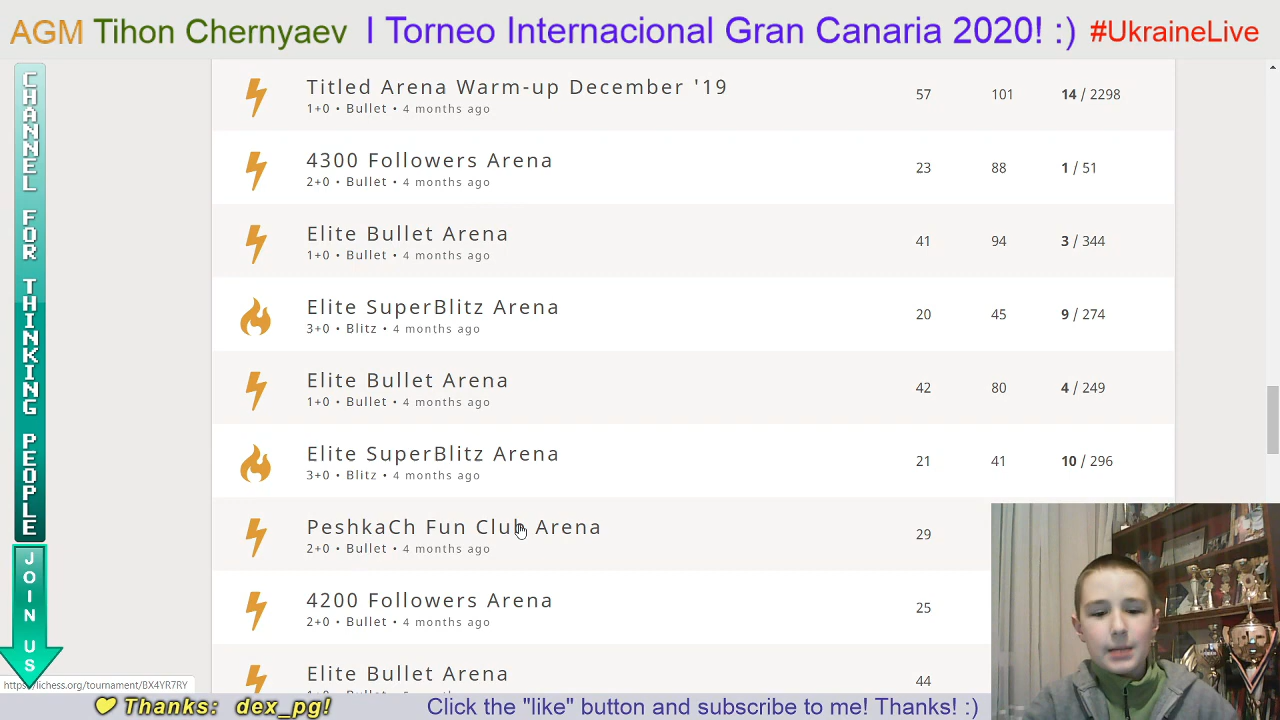 AGM Tihon Chernyaev I Torneo Internacional Gran Canaria 2020! :) #UkraineLive
CHANNEL FOR THINKING PEOPLE
JOIN US
Titled Arena Warm-up December '19 57 101 14 / 2298
1+0 • Bullet • 4 months ago
4300 Followers Arena 23 88 1 / 51
2+0 • Bullet • 4 months ago
Elite Bullet Arena 41 94 3 / 344
1+0 • Bullet • 4 months ago
Elite SuperBlitz Arena 20 45 9 / 274
3+0 • Blitz • 4 months ago
Elite Bullet Arena 42 80 4 / 249
1+0 • Bullet • 4 months ago
Elite SuperBlitz Arena 21 41 10 / 296
3+0 • Blitz • 4 months ago
PeshkaCh Fun Club Arena 29
2+0 • Bullet • 4 months ago
4200 Followers Arena 25
2+0 • Bullet • 4 months ago
Elite Bullet Arena 44
https://lichess.org/tournament/BX4YR7RY
Thanks: dex_pg! Click the "like" button and subscribe to me! Thanks! :)